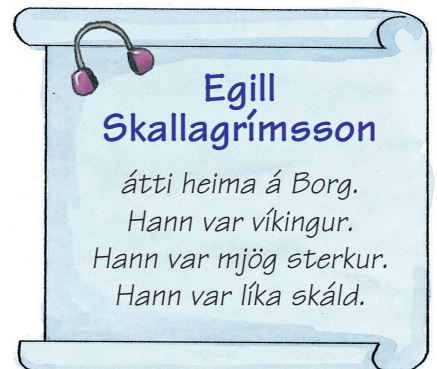 Egill
Skallagrímsson
átti heima á Borg.
Hann var víkingur.
Hann var mjög sterkur.
Hann var líka skáld.